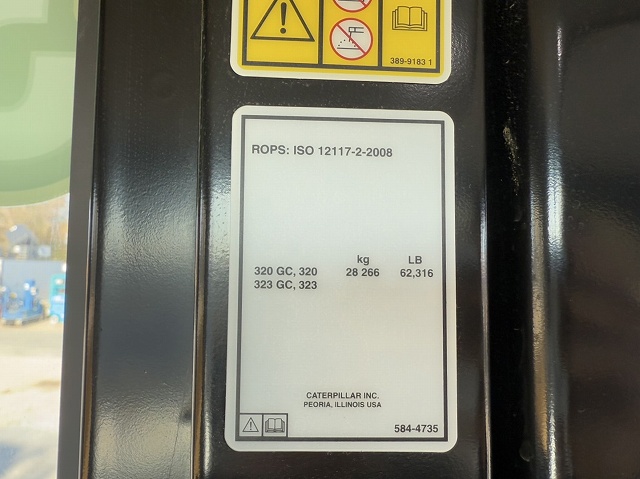 389-9183 1
ROPS: ISO 12117-2-2008
kg LB
320 GC, 320 28 266 62,316
323 GC, 323
CATERPILLAR INC.
PEORIA, ILLINOIS USA
584-4735